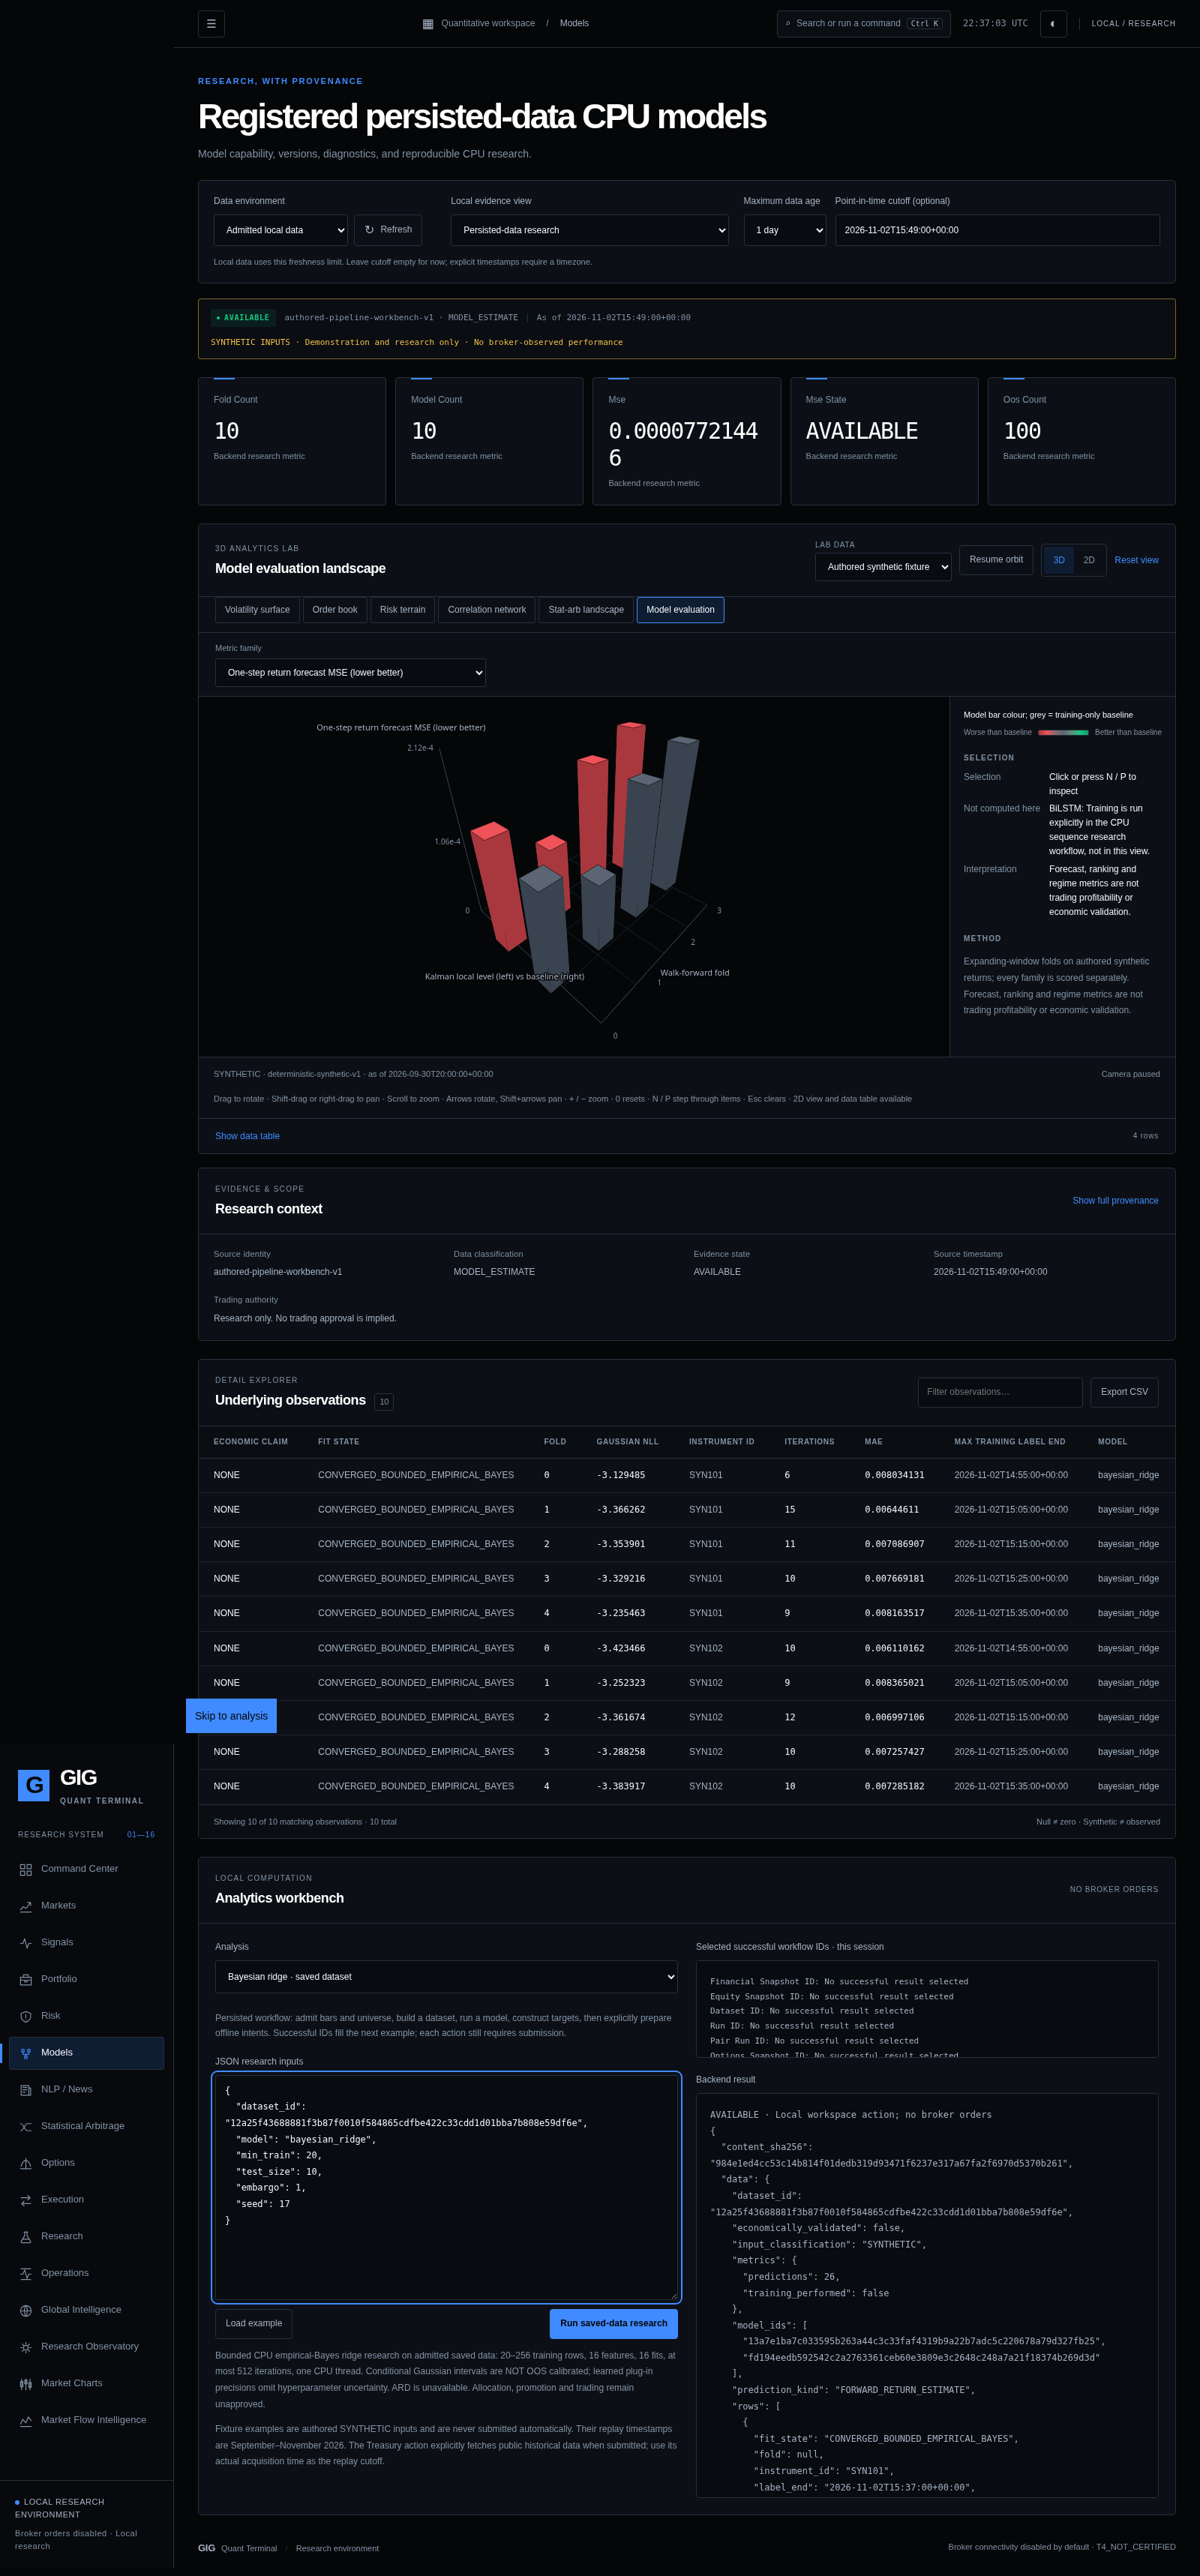 ☰
Quantitative workspace / Models
Search or run a command Ctrl K
22:37:03 UTC
LOCAL / RESEARCH
RESEARCH, WITH PROVENANCE
Registered persisted-data CPU models
Model capability, versions, diagnostics, and reproducible CPU research.
Data environment
Local evidence view
Maximum data age
Point-in-time cutoff (optional)
Admitted local data
↻ Refresh
Persisted-data research
1 day
2026-11-02T15:49:00+00:00
Local data uses this freshness limit. Leave cutoff empty for now; explicit timestamps require a timezone.
AVAILABLE authored-pipeline-workbench-v1 · MODEL_ESTIMATE | As of 2026-11-02T15:49:00+00:00
SYNTHETIC INPUTS · Demonstration and research only · No broker-observed performance
Fold Count
10
Backend research metric
Model Count
10
Backend research metric
Mse
0.0000772144
6
Backend research metric
Mse State
AVAILABLE
Backend research metric
Oos Count
100
Backend research metric
3D ANALYTICS LAB
Model evaluation landscape
LAB DATA
Authored synthetic fixture
Resume orbit
3D
2D
Reset view
Volatility surface
Order book
Risk terrain
Correlation network
Stat-arb landscape
Model evaluation
Metric family
One-step return forecast MSE (lower better)
One-step return forecast MSE (lower better)
2.12e-4
1.06e-4
0
3
2
1
0
Kalman local level (left) vs baseline (right)
Walk-forward fold
Model bar colour; grey = training-only baseline
Worse than baseline
Better than baseline
SELECTION
Selection
Click or press N / P to
inspect
Not computed here
BiLSTM: Training is run
explicitly in the CPU
sequence research
workflow, not in this view.
Interpretation
Forecast, ranking and
regime metrics are not
trading profitability or
economic validation.
METHOD
Expanding-window folds on authored synthetic
returns; every family is scored separately.
Forecast, ranking and regime metrics are not
trading profitability or economic validation.
SYNTHETIC · deterministic-synthetic-v1 · as of 2026-09-30T20:00:00+00:00
Camera paused
Drag to rotate · Shift-drag or right-drag to pan · Scroll to zoom · Arrows rotate, Shift+arrows pan · + / − zoom · 0 resets · N / P step through items · Esc clears · 2D view and data table available
Show data table
4 rows
EVIDENCE & SCOPE
Research context
Show full provenance
Source identity
authored-pipeline-workbench-v1
Data classification
MODEL_ESTIMATE
Evidence state
AVAILABLE
Source timestamp
2026-11-02T15:49:00+00:00
Trading authority
Research only. No trading approval is implied.
DETAIL EXPLORER
Underlying observations 10
Filter observations…
Export CSV
ECONOMIC CLAIM FIT STATE FOLD GAUSSIAN NLL INSTRUMENT ID ITERATIONS MAE MAX TRAINING LABEL END MODEL
NONE CONVERGED_BOUNDED_EMPIRICAL_BAYES 0 -3.129485 SYN101 6 0.008034131 2026-11-02T14:55:00+00:00 bayesian_ridge
NONE CONVERGED_BOUNDED_EMPIRICAL_BAYES 1 -3.366262 SYN101 15 0.00644611 2026-11-02T15:05:00+00:00 bayesian_ridge
NONE CONVERGED_BOUNDED_EMPIRICAL_BAYES 2 -3.353901 SYN101 11 0.007086907 2026-11-02T15:15:00+00:00 bayesian_ridge
NONE CONVERGED_BOUNDED_EMPIRICAL_BAYES 3 -3.329216 SYN101 10 0.007669181 2026-11-02T15:25:00+00:00 bayesian_ridge
NONE CONVERGED_BOUNDED_EMPIRICAL_BAYES 4 -3.235463 SYN101 9 0.008163517 2026-11-02T15:35:00+00:00 bayesian_ridge
NONE CONVERGED_BOUNDED_EMPIRICAL_BAYES 0 -3.423466 SYN102 10 0.006110162 2026-11-02T14:55:00+00:00 bayesian_ridge
NONE CONVERGED_BOUNDED_EMPIRICAL_BAYES 1 -3.252323 SYN102 9 0.008365021 2026-11-02T15:05:00+00:00 bayesian_ridge
Skip to analysis
CONVERGED_BOUNDED_EMPIRICAL_BAYES 2 -3.361674 SYN102 12 0.006997106 2026-11-02T15:15:00+00:00 bayesian_ridge
NONE CONVERGED_BOUNDED_EMPIRICAL_BAYES 3 -3.288258 SYN102 10 0.007257427 2026-11-02T15:25:00+00:00 bayesian_ridge
NONE CONVERGED_BOUNDED_EMPIRICAL_BAYES 4 -3.383917 SYN102 10 0.007285182 2026-11-02T15:35:00+00:00 bayesian_ridge
Showing 10 of 10 matching observations · 10 total
Null ≠ zero · Synthetic ≠ observed
G GIG
QUANT TERMINAL
RESEARCH SYSTEM 01—16
Command Center
Markets
Signals
Portfolio
Risk
Models
NLP / News
Statistical Arbitrage
Options
Execution
Research
Operations
Global Intelligence
Research Observatory
Market Charts
Market Flow Intelligence
LOCAL RESEARCH
ENVIRONMENT
Broker orders disabled · Local
research
LOCAL COMPUTATION
Analytics workbench
NO BROKER ORDERS
Analysis
Bayesian ridge · saved dataset
Persisted workflow: admit bars and universe, build a dataset, run a model, construct targets, then explicitly prepare
offline intents. Successful IDs fill the next example; each action still requires submission.
JSON research inputs
{
"dataset_id":
"12a25f43688881f3b87f0010f584865cdfbe422c33cdd1d01bba7b808e59df6e",
"model": "bayesian_ridge",
"min_train": 20,
"test_size": 10,
"embargo": 1,
"seed": 17
}
Load example
Run saved-data research
Bounded CPU empirical-Bayes ridge research on admitted saved data: 20–256 training rows, 16 features, 16 fits, at
most 512 iterations, one CPU thread. Conditional Gaussian intervals are NOT OOS calibrated; learned plug-in
precisions omit hyperparameter uncertainty. ARD is unavailable. Allocation, promotion and trading remain
unapproved.
Fixture examples are authored SYNTHETIC inputs and are never submitted automatically. Their replay timestamps
are September–November 2026. The Treasury action explicitly fetches public historical data when submitted; use its
actual acquisition time as the replay cutoff.
Selected successful workflow IDs · this session
Financial Snapshot ID: No successful result selected
Equity Snapshot ID: No successful result selected
Dataset ID: No successful result selected
Run ID: No successful result selected
Pair Run ID: No successful result selected
Options Snapshot ID: No successful result selected
Backend result
AVAILABLE · Local workspace action; no broker orders
{
"content_sha256":
"984e1ed4cc53c14b814f01dedb319d93471f6237e317a67fa2f6970d5370b261",
"data": {
"dataset_id":
"12a25f43688881f3b87f0010f584865cdfbe422c33cdd1d01bba7b808e59df6e",
"economically_validated": false,
"input_classification": "SYNTHETIC",
"metrics": {
"predictions": 26,
"training_performed": false
},
"model_ids": [
"13a7e1ba7c033595b263a44c3c33faf4319b9a22b7adc5c220678a79d327fb25",
"fd194eedb592542c2a2763361ceb60e3809e3c2648c248a7a21f18374b269d3d"
],
"prediction_kind": "FORWARD_RETURN_ESTIMATE",
"rows": [
{
"fit_state": "CONVERGED_BOUNDED_EMPIRICAL_BAYES",
"fold": null,
"instrument_id": "SYN101",
"label_end": "2026-11-02T15:37:00+00:00",
GIG Quant Terminal / Research environment
Broker connectivity disabled by default · T4_NOT_CERTIFIED